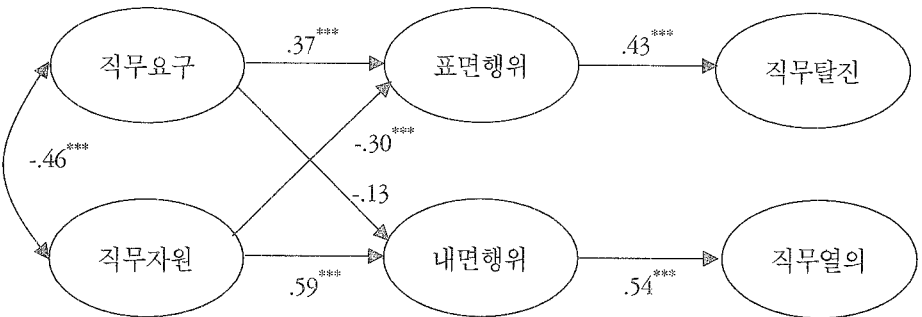 .37***
.43***
직무요구
표면행위
직무탈진
-.46***
-.30***
-.13
직무자원
내면행위
직무열의
.59***
.54***